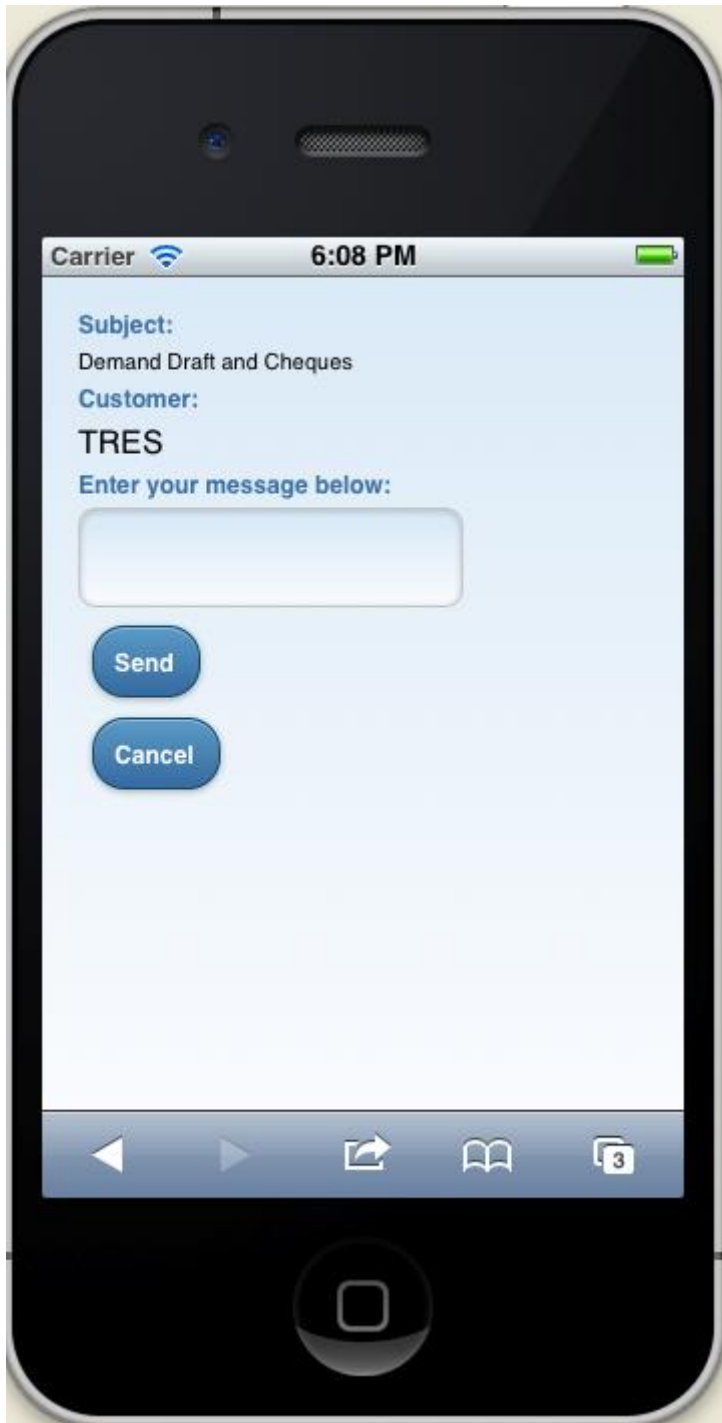 Carrier 6:08 PM
Subject:
Demand Draft and Cheques
Customer:
TRES
Enter your message below:
Send
Cancel
3